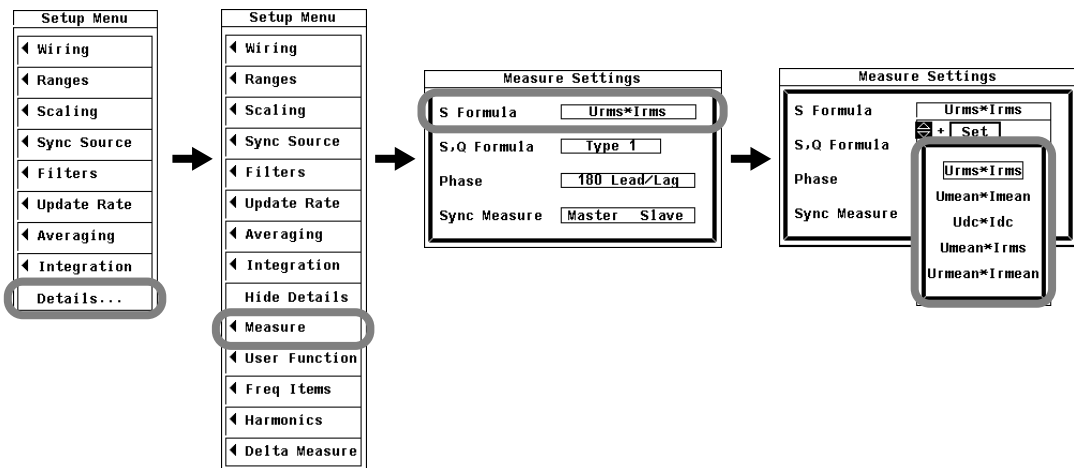 Setup Menu
Wiring
Ranges
Scaling
Sync Source
Filters
Update Rate
Averaging
Integration
Details...
Setup Menu
Wiring
Ranges
Scaling
Sync Source
Filters
Update Rate
Averaging
Integration
Hide Details
Measure
User Function
Freq Items
Harmonics
Delta Measure
Measure Settings
S Formula Urms*Irms
S,Q Formula Type 1
Phase 180 Lead/Lag
Sync Measure Master Slave
Measure Settings
S Formula Urms*Irms
+ Set
S,Q Formula
Phase
Sync Measure
Urms*Irms
Umean*Imean
Udc*Idc
Umean*Irms
Urmean*Irmean